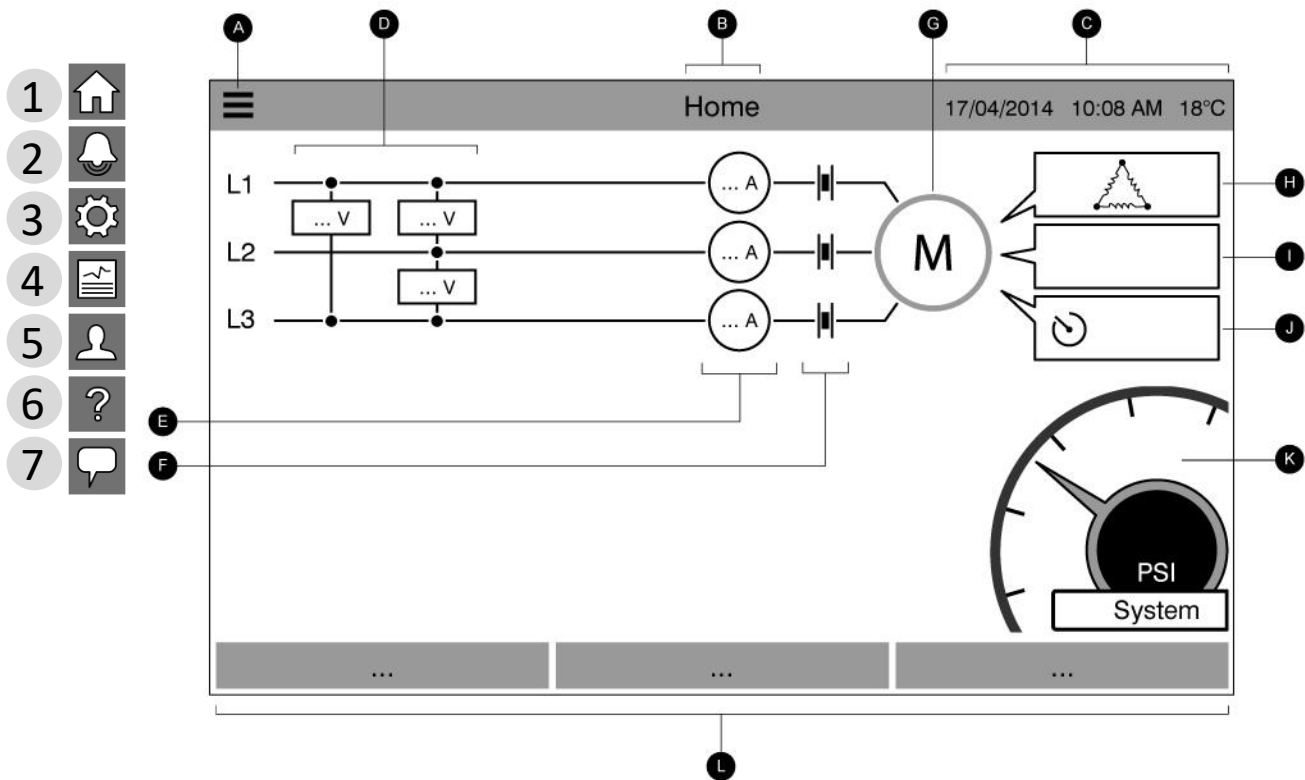 A D B G C
1
2
3
4
5
6
7
Home 17/04/2014 10:08 AM 18°C
L1 ... A
... V ... V
L2 ... A M
... V
L3 ... A
H
I
J
E
F
K
PSI
System
... ... ...
L